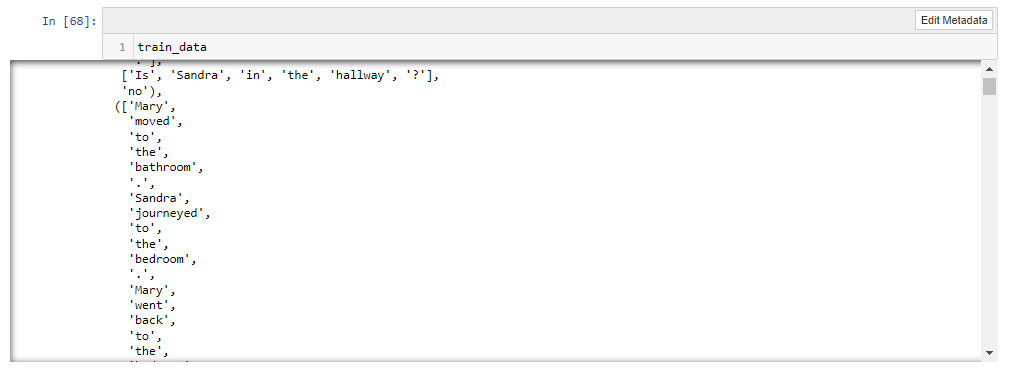 In [68]:
Edit Metadata
1 train_data
'.'],
['Is', 'Sandra', 'in', 'the', 'hallway', '?'],
'no'),
(['Mary',
'moved',
'to',
'the',
'bathroom',
'.',
'Sandra',
'journeyed',
'to',
'the',
'bedroom',
'.',
'Mary',
'went',
'back',
'to',
'the',